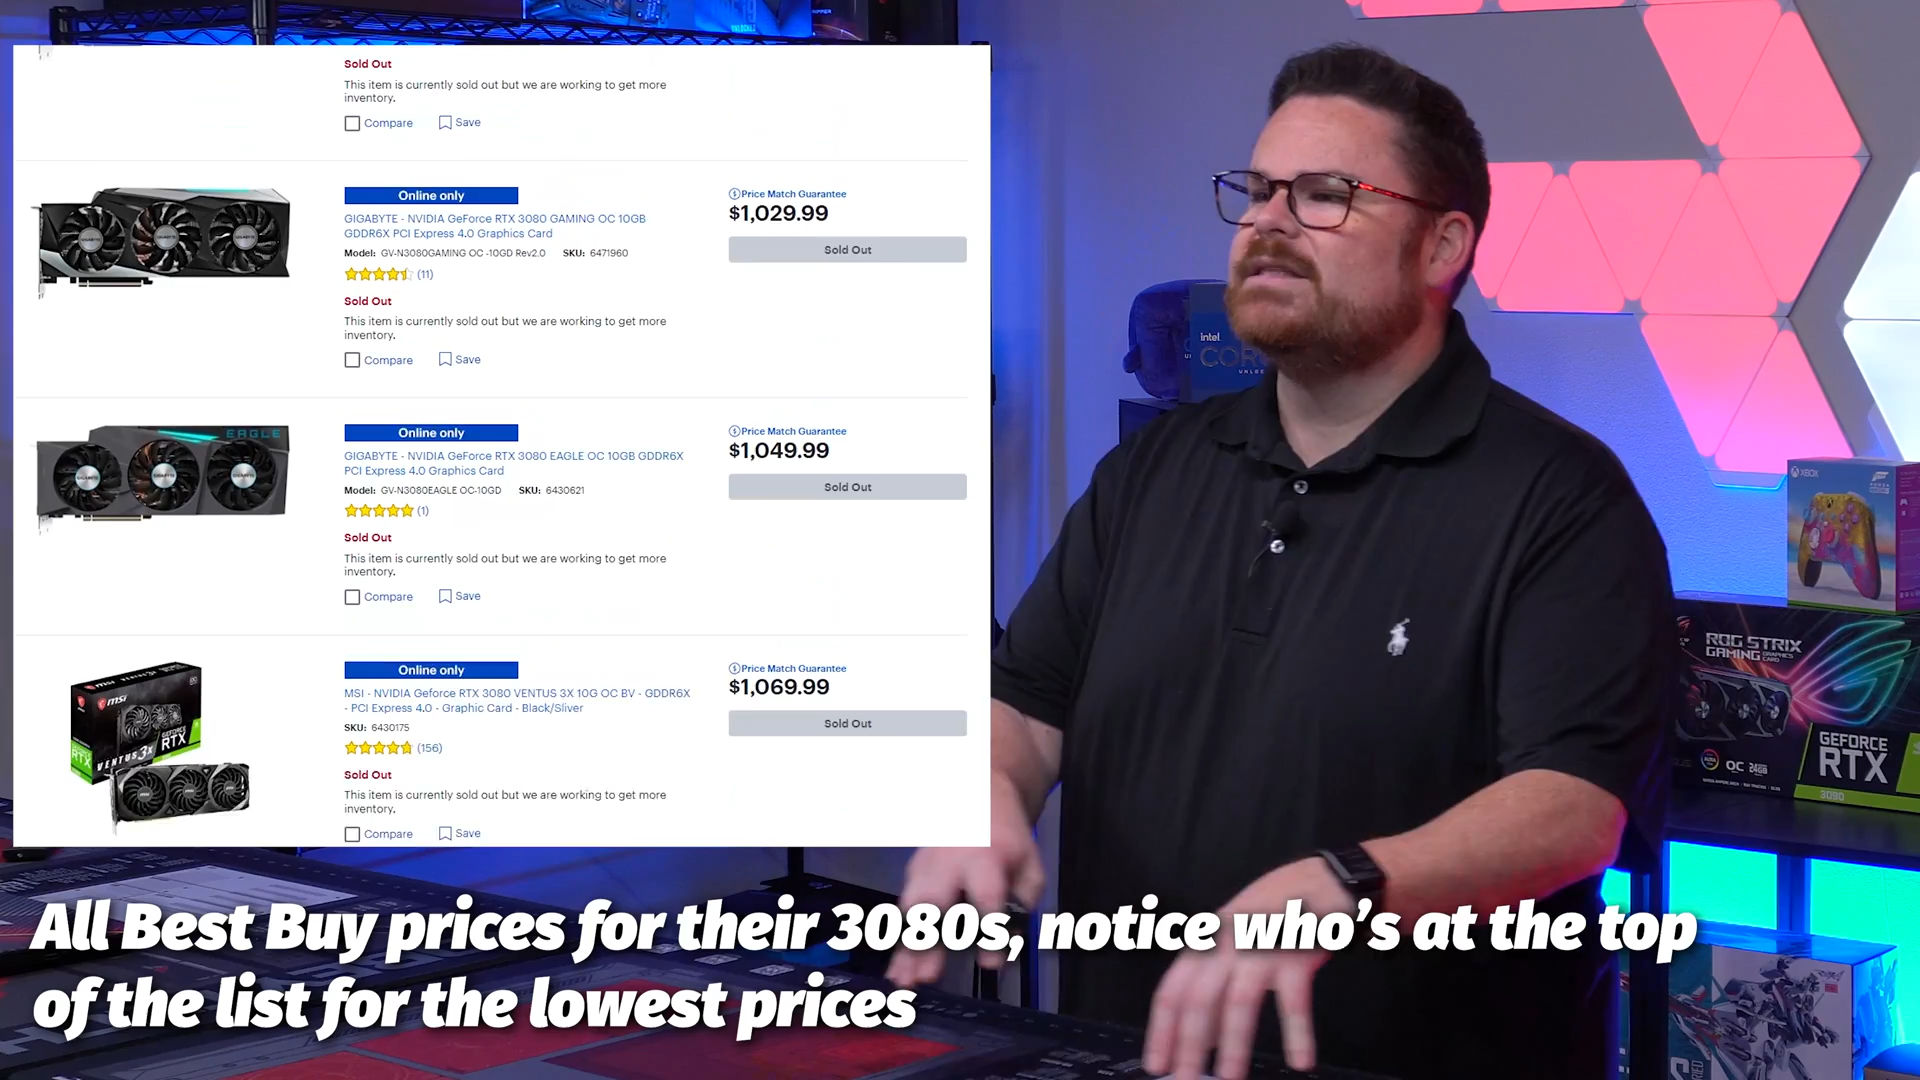 Sold Out
This item is currently sold out but we are working to get more
inventory.
Compare
Save
Online only
GIGABYTE - NVIDIA GeForce RTX 3080 GAMING OC 10GB
GDDR6X PCI Express 4.0 Graphics Card
Model: GV-N3080GAMING OC -10GD Rev2.0 SKU: 6471960
(11)
Sold Out
This item is currently sold out but we are working to get more
inventory.
Compare
Save
Price Match Guarantee
$1,029.99
Sold Out
EAGLE
Online only
GIGABYTE - NVIDIA GeForce RTX 3080 EAGLE OC 10GB GDDR6X
PCI Express 4.0 Graphics Card
Model: GV-N3080EAGLE OC-10GD SKU: 6430621
(1)
Sold Out
This item is currently sold out but we are working to get more
inventory.
Compare
Save
Price Match Guarantee
$1,049.99
Sold Out
msi
GEFORCE
RTX
VENTUS 3X
Online only
MSI - NVIDIA Geforce RTX 3080 VENTUS 3X 10G OC BV - GDDR6X
- PCI Express 4.0 - Graphic Card - Black/Sliver
SKU: 6430175
(156)
Sold Out
This item is currently sold out but we are working to get more
inventory.
Compare
Save
Price Match Guarantee
$1,069.99
Sold Out
intel
XBOX
ROG STRIX
GAMING GRAPHICS CARD
OC 24GB
GEFORCE
RTX
3090
All Best Buy prices for their 3080s, notice who's at the top
of the list for the lowest prices